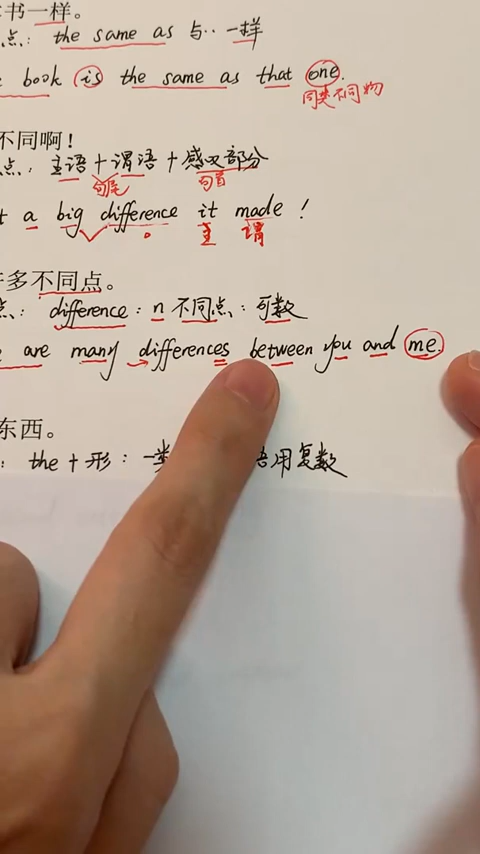 书一样。
点: the same as 与··一样
book is the same as that one.
同类不同物
不同啊!
点: 主语+谓语+感叹部分
句尾 句首
a big difference it made!
主 谓
多不同点。
点: difference: n 不同点: 可数
are many differences between you and me.
东西。
: the + 形: 一类 语用复数